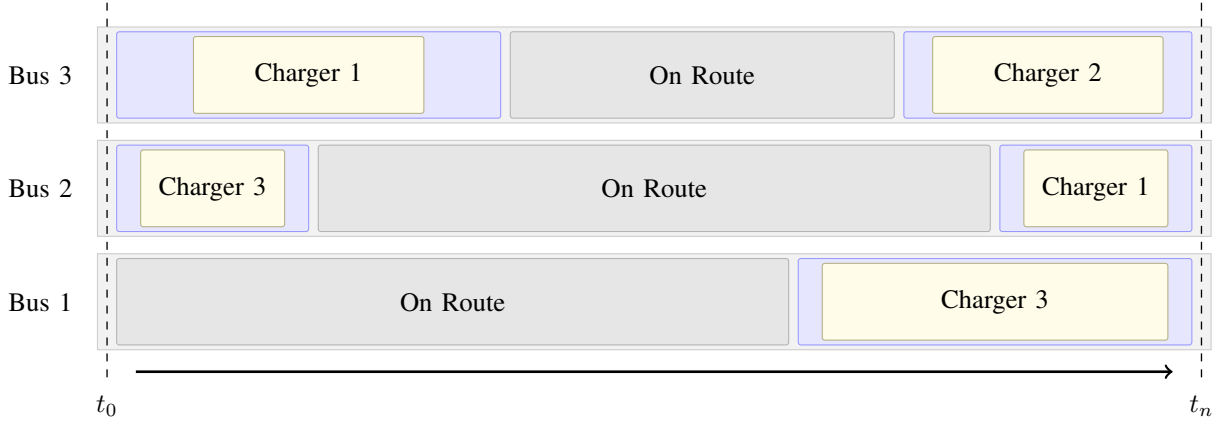 Bus 3 Charger 1 On Route Charger 2
Bus 2 Charger 3 On Route Charger 1
Bus 1 On Route Charger 3
t0 tn